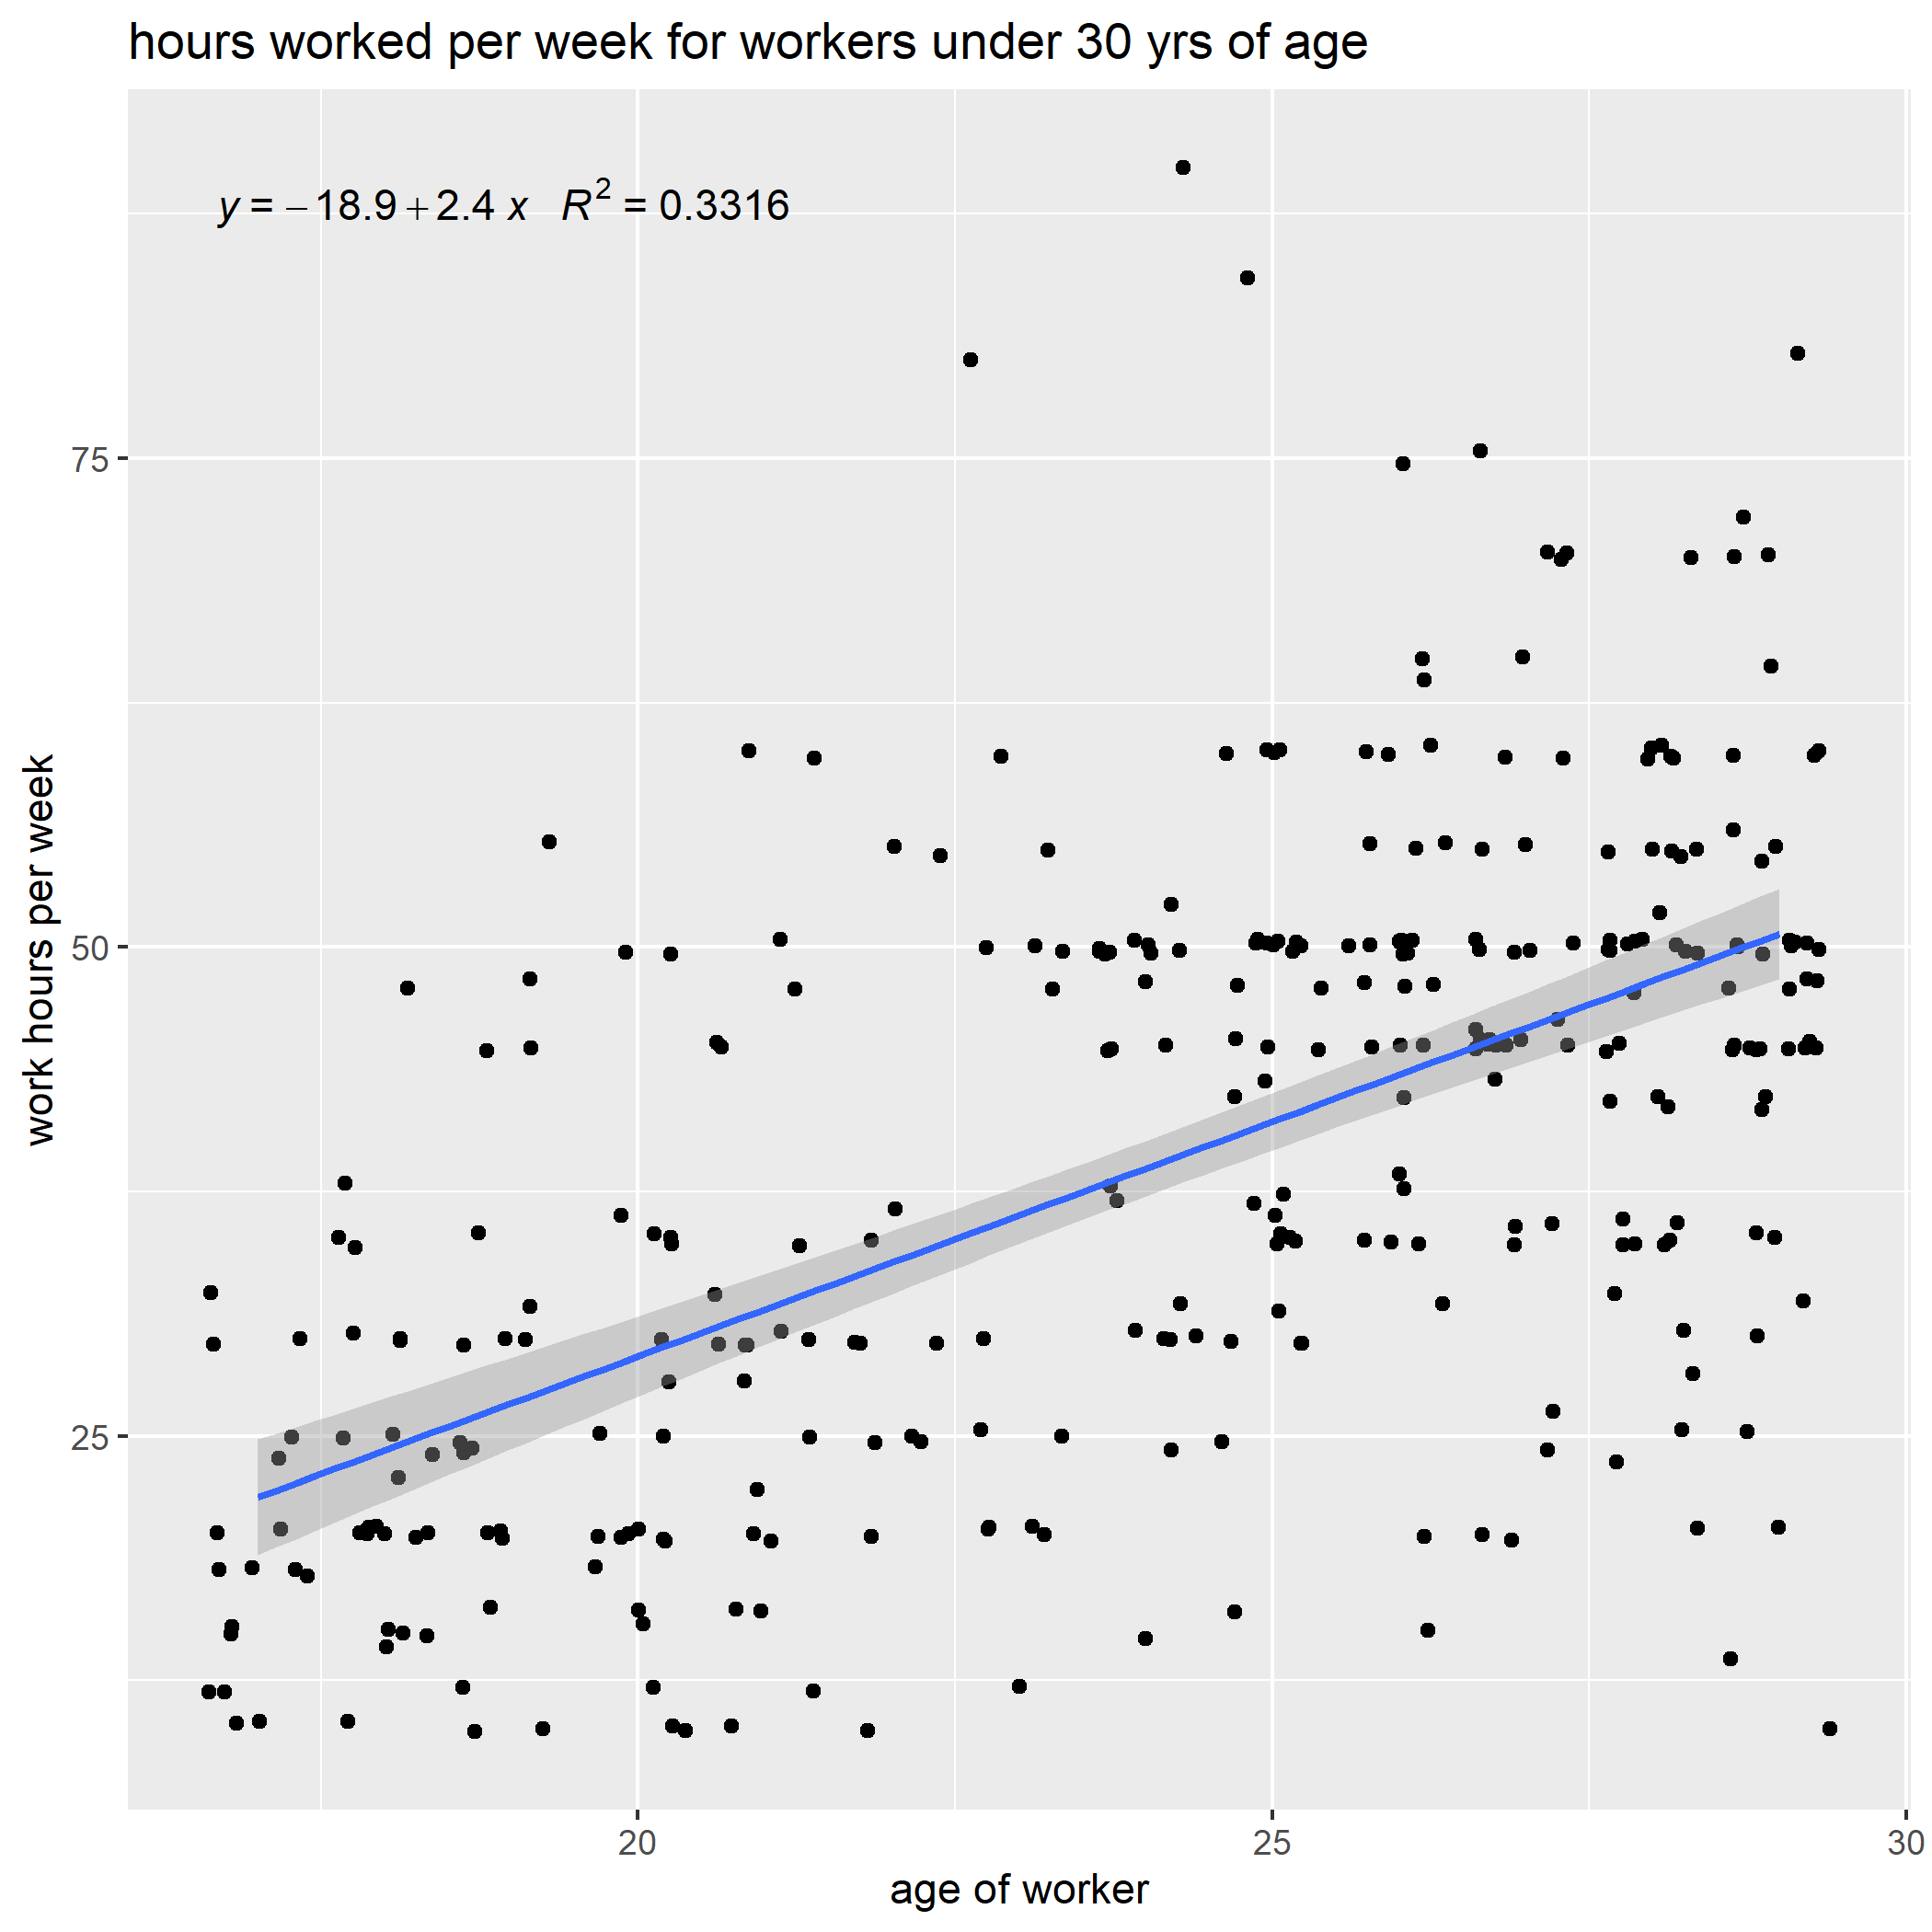 hours worked per week for workers under 30 yrs of age
y = −18.9+2.4 x R² = 0.3316
75
50
25
work hours per week
20 25 30
age of worker